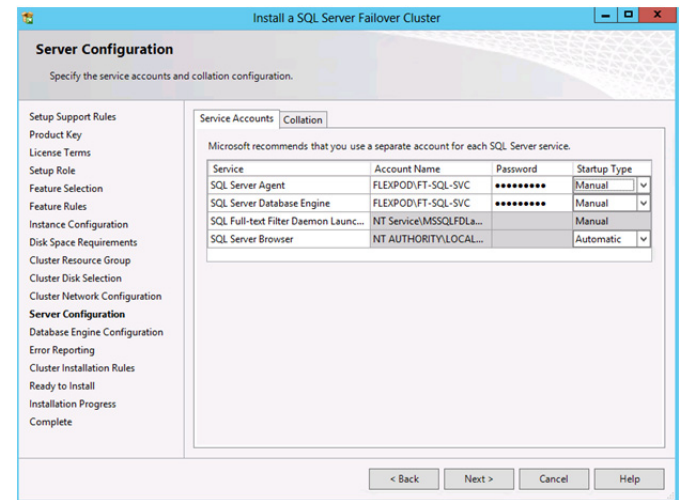 Install a SQL Server Failover Cluster
Server Configuration
Specify the service accounts and collation configuration.
Setup Support Rules
Product Key
License Terms
Setup Role
Feature Selection
Feature Rules
Instance Configuration
Disk Space Requirements
Cluster Resource Group
Cluster Disk Selection
Cluster Network Configuration
Server Configuration
Database Engine Configuration
Error Reporting
Cluster Installation Rules
Ready to Install
Installation Progress
Complete
Service Accounts Collation
Microsoft recommends that you use a separate account for each SQL Server service.
Service Account Name Password Startup Type
SQL Server Agent FLEXPOD\FT-SQL-SVC ●●●●●●●●● Manual
SQL Server Database Engine FLEXPOD\FT-SQL-SVC ●●●●●●●●● Manual
SQL Full-text Filter Daemon Launc... NT Service\MSSQLFDLa... Manual
SQL Server Browser NT AUTHORITY\LOCAL... Automatic
< Back Next > Cancel Help